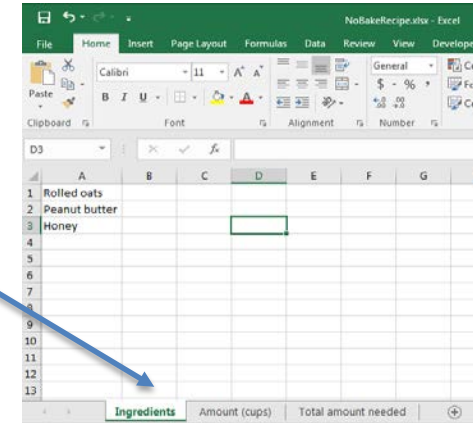 NoBakeRecipe.xlsx - Excel
File Home Insert Page Layout Formulas Data Review View Develope
Paste Calibri 11 A A General
B I U A $ - % ,
Clipboard Font Alignment Number
D3 fx
A B C D E F G
1 Rolled oats
2 Peanut butter
3 Honey
4
5
6
7
8
9
10
11
12
13
Ingredients Amount (cups) Total amount needed